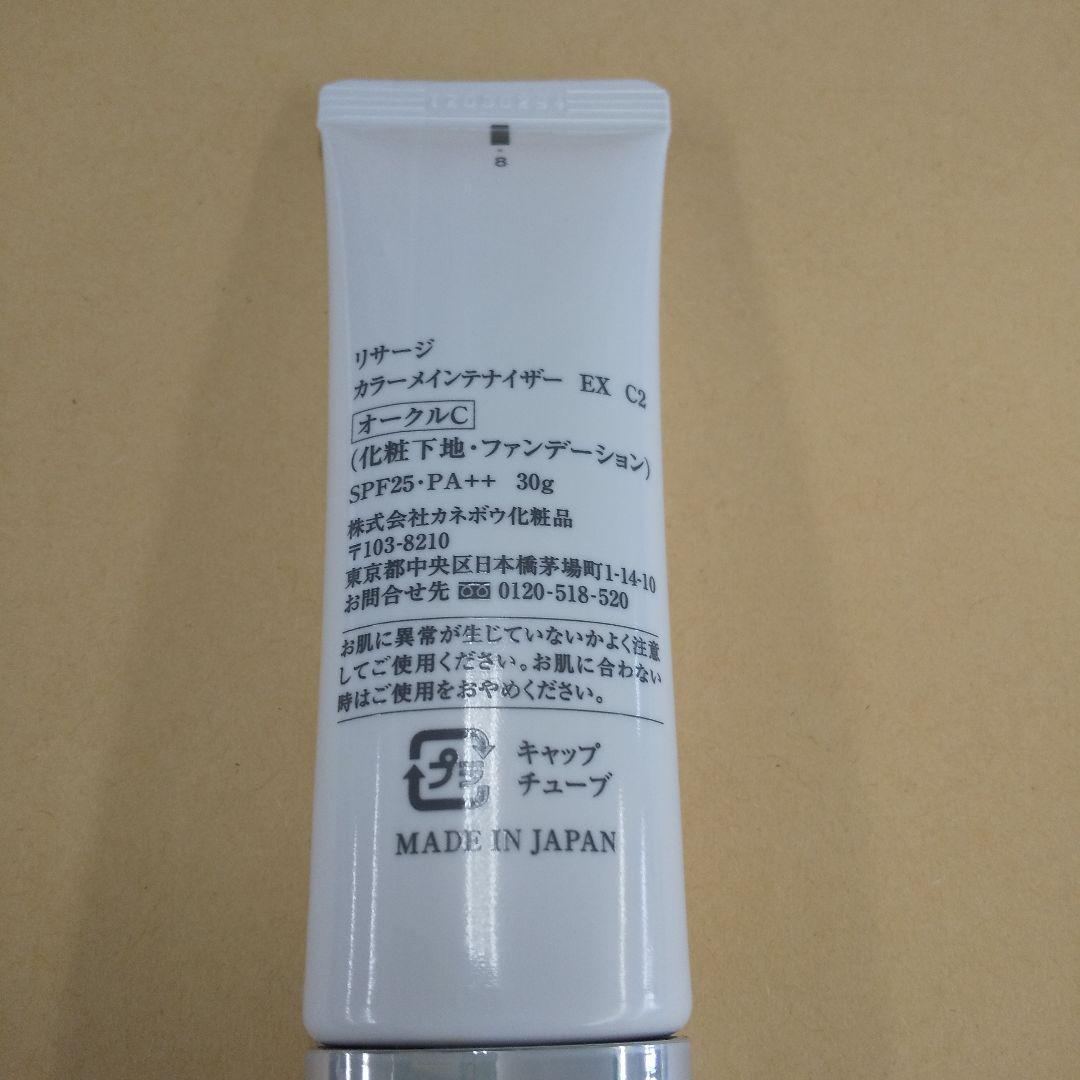 -8
リサージ
カラーメインテナイザー EX C2
オークルC
(化粧下地・ファンデーション)
SPF25・PA++ 30g
株式会社カネボウ化粧品
〒103-8210
東京都中央区日本橋茅場町1-14-10
お問合せ先 0120-518-520
お肌に異常が生じていないかよく注意
してご使用ください。お肌に合わない
時はご使用をおやめください。
プラ
キャップ
チューブ
MADE IN JAPAN